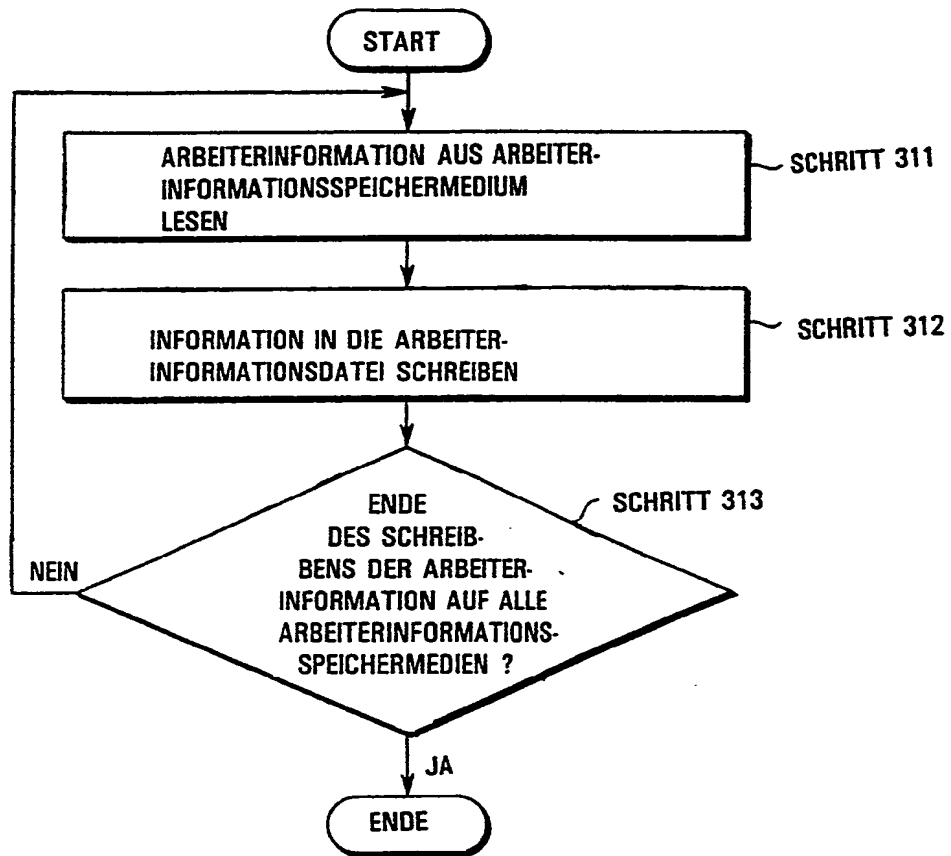 START
ARBEITERINFORMATION AUS ARBEITER-
INFORMATIONSSPEICHERMEDIUM
LESEN
SCHRITT 311
INFORMATION IN DIE ARBEITER-
INFORMATIONSDATEI SCHREIBEN
SCHRITT 312
ENDE
DES SCHREIB-
BENS DER ARBEITER-
INFORMATION AUF ALLE
ARBEITERINFORMATIONS-
SPEICHERMEDIEN ?
SCHRITT 313
NEIN
JA
ENDE